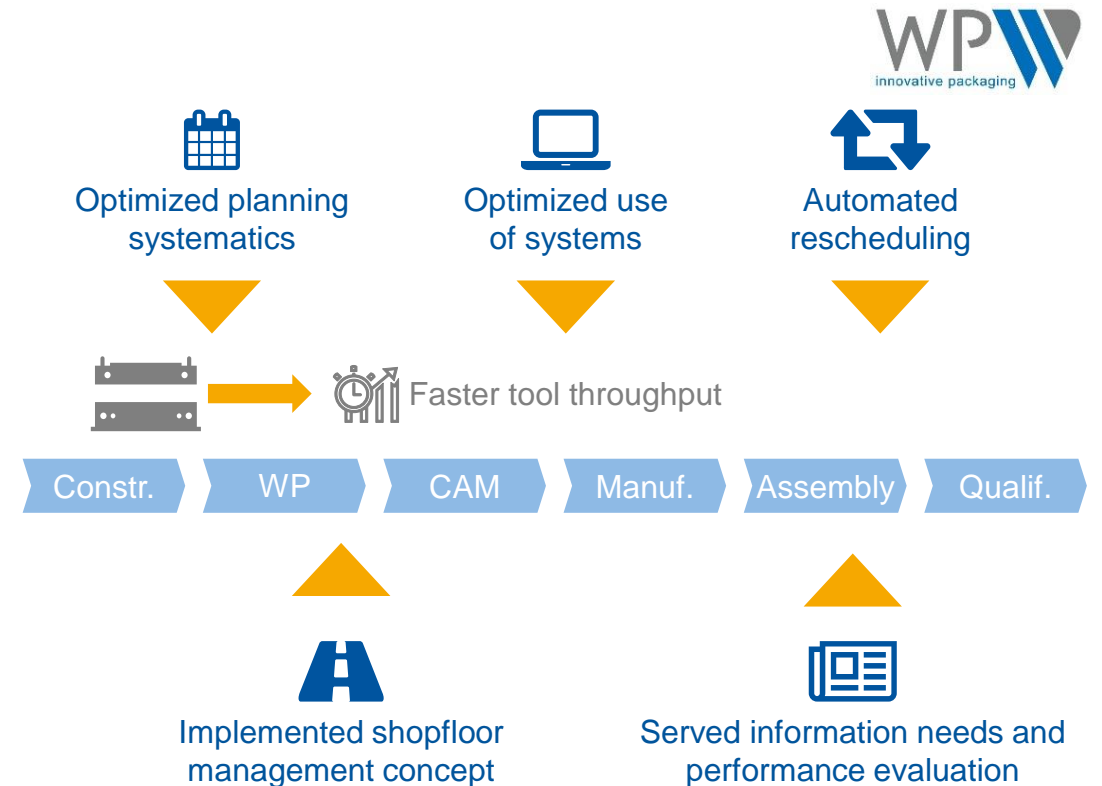 WPW
innovative packaging
Optimized planning
systematics
Optimized use
of systems
Automated
rescheduling
Faster tool throughput
Constr.
WP
CAM
Manuf.
Assembly
Qualif.
Implemented shopfloor
management concept
Served information needs and
performance evaluation